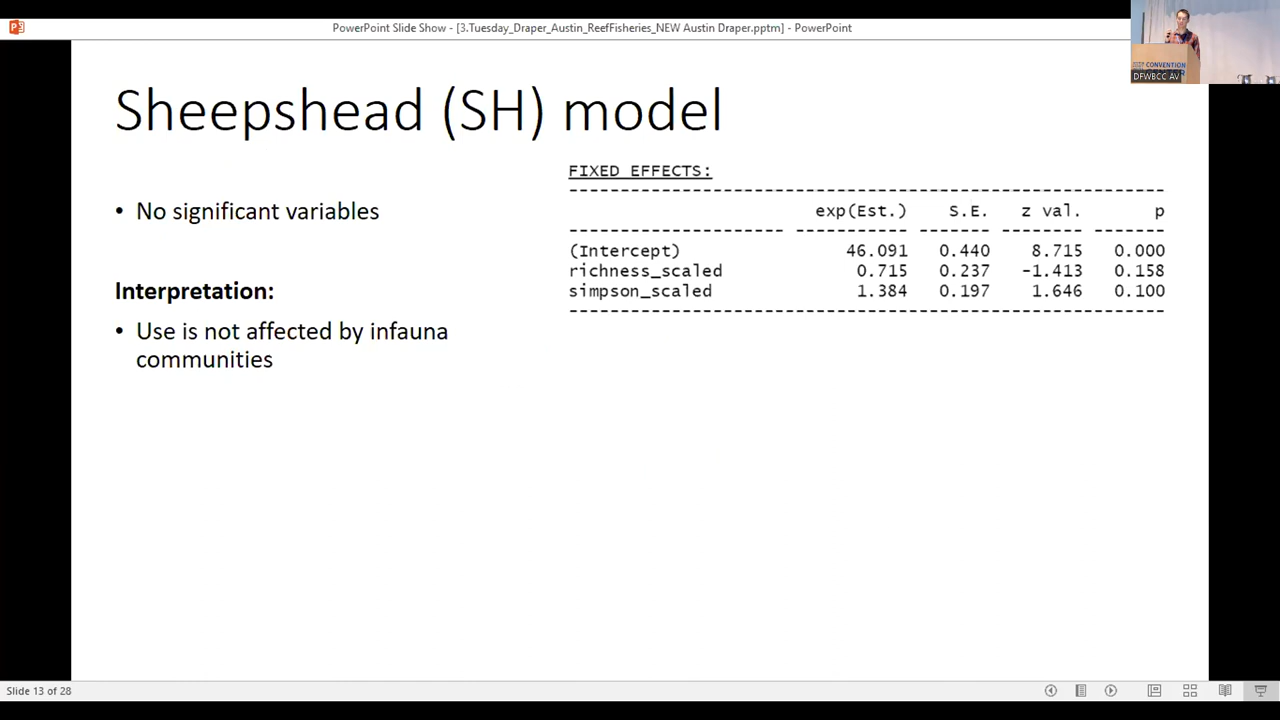 PowerPoint Slide Show - [3.Tuesday_Draper_Austin_ReefFisheries_NEW Austin Draper.pptm] - PowerPoint
CONVENTION
DFWBCC AV
Sheepshead (SH) model
• No significant variables
Interpretation:
• Use is not affected by infauna
communities
FIXED EFFECTS:
exp(Est.) S.E. z val. p
(Intercept) 46.091 0.440 8.715 0.000
richness_scaled 0.715 0.237 -1.413 0.158
simpson_scaled 1.384 0.197 1.646 0.100
Slide 13 of 28